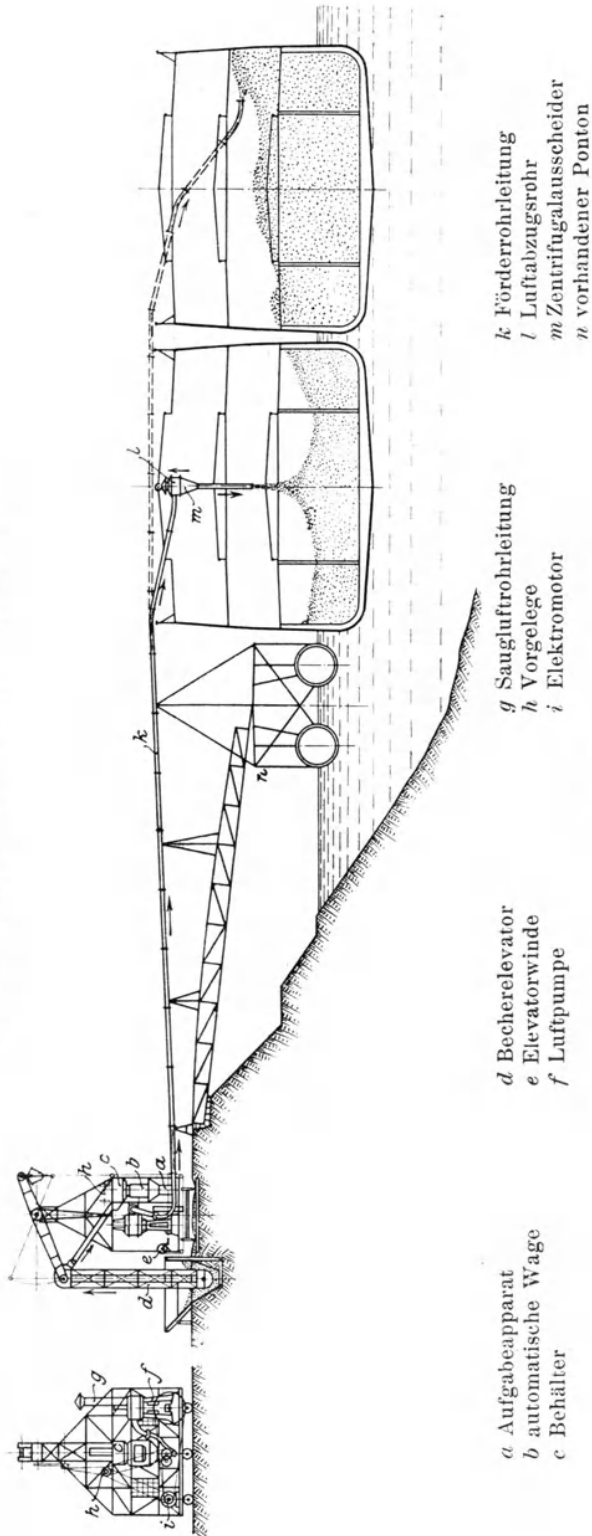 h
i
c
g
f
d
e
h
c
b
a
k
n
l
m
a Aufgabeapparat
b automatische Wage
c Behälter
d Becherelevator
e Elevatorwinde
f Luftpumpe
g Saugluftrohrleitung
h Vorgelege
i Elektromotor
k Förderrohrleitung
l Luftabzugsrohr
m Zentrifugalausscheider
n vorhandener Ponton